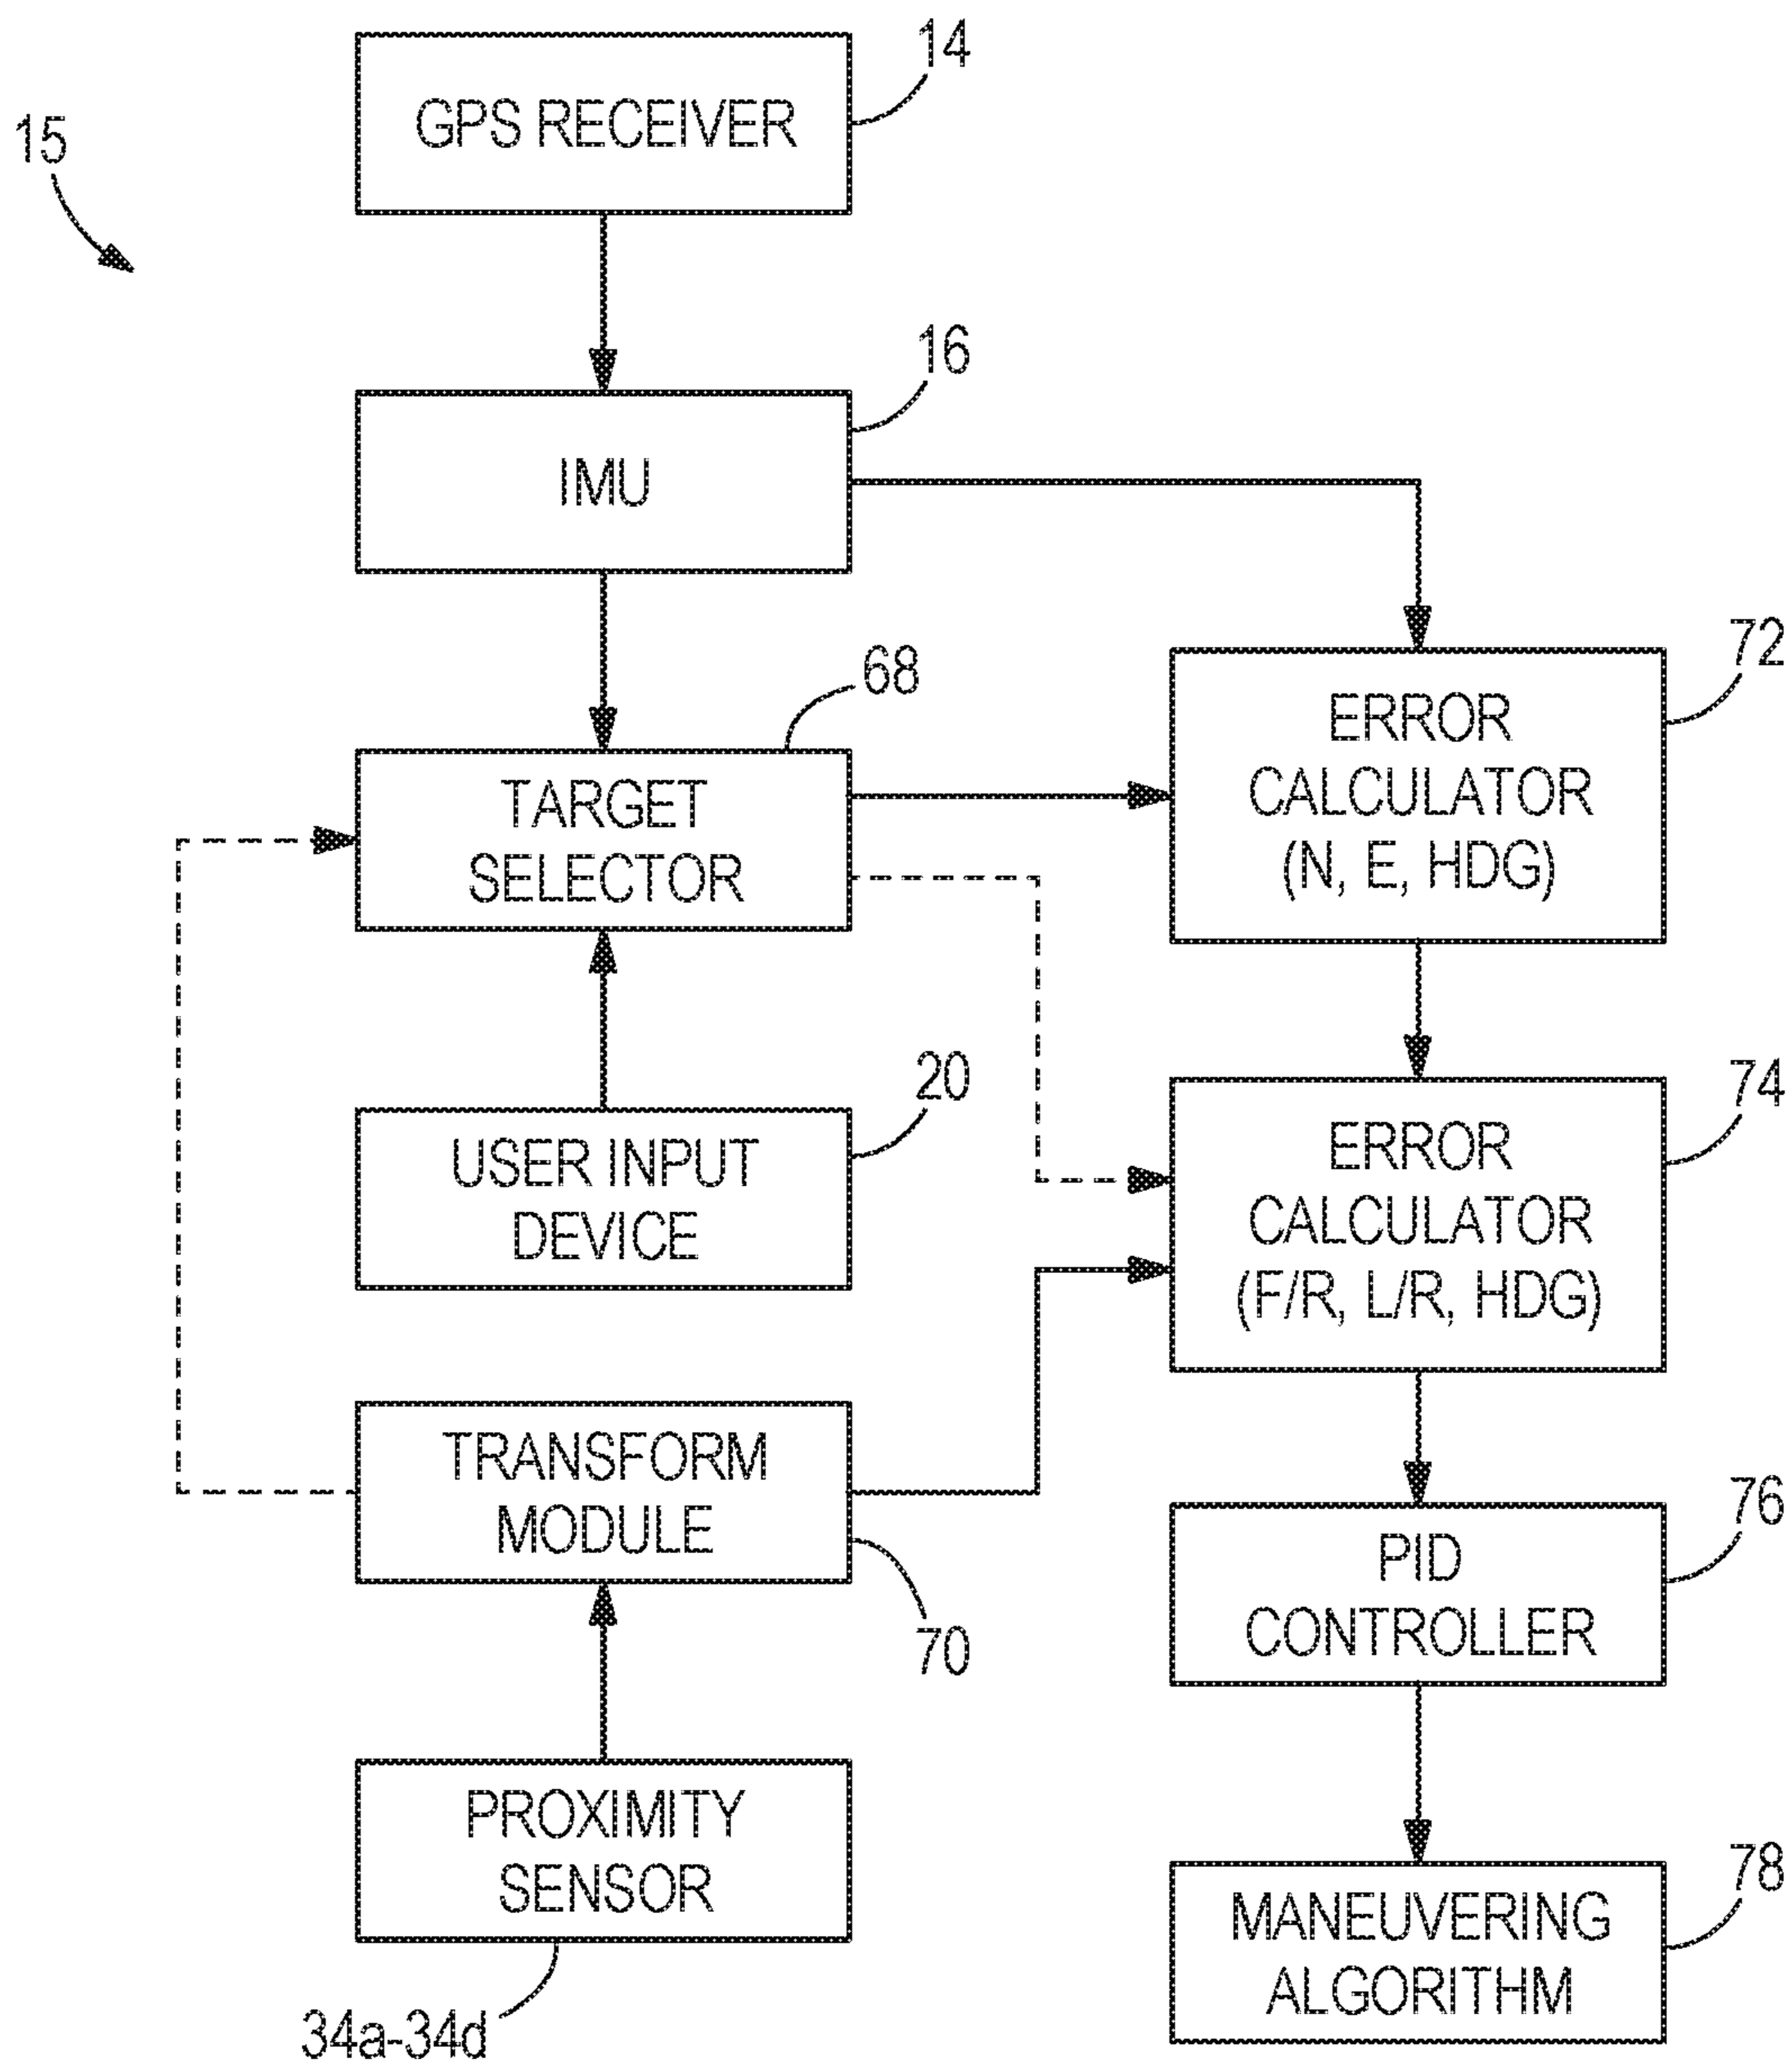 14
GPS RECEIVER
15
16
IMU
68
TARGET
SELECTOR
72
ERROR
CALCULATOR
(N, E, HDG)
20
USER INPUT
DEVICE
74
ERROR
CALCULATOR
(F/R, L/R, HDG)
TRANSFORM
MODULE
70
76
PID
CONTROLLER
PROXIMITY
SENSOR
34a-34d
78
MANEUVERING
ALGORITHM